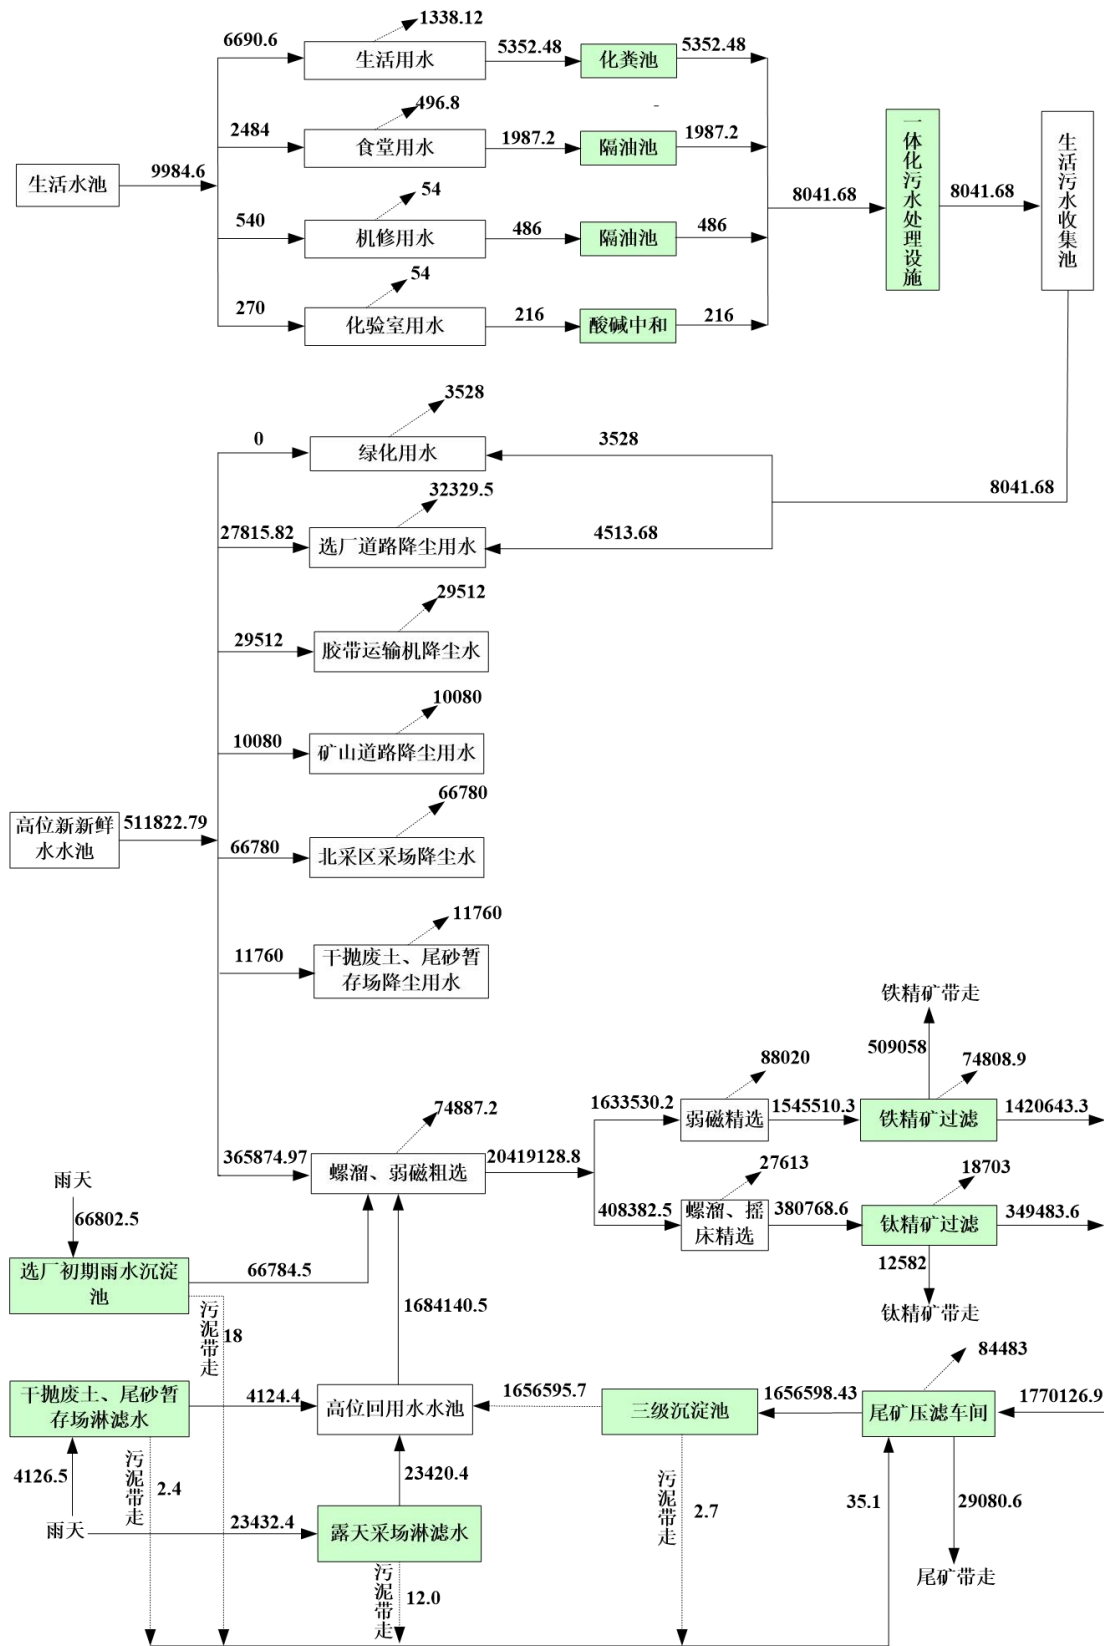 1338.12
6690.6
生活用水
5352.48
化粪池
5352.48
496.8
2484
食堂用水
1987.2
隔油池
1987.2
生活水池
9984.6
54
540
机修用水
486
隔油池
486
54
270
化验室用水
216
酸碱中和
216
8041.68
一体化污水处理设施
8041.68
生活污水收集池
3528
0
绿化用水
3528
8041.68
32329.5
27815.82
选厂道路降尘用水
4513.68
29512
29512
胶带运输机降尘水
10080
10080
矿山道路降尘用水
高位新新鲜
水水池
511822.79
66780
66780
北采区采场降尘水
11760
11760
干抛废土、尾砂暂
存场降尘用水
铁精矿带走
509058
74808.9
88020
1633530.2
弱磁精选
1545510.3
铁精矿过滤
1420643.3
74887.2
365874.97
螺溜、弱磁粗选
20419128.8
27613
18703
408382.5
螺溜、摇
床精选
380768.6
钛精矿过滤
349483.6
12582
钛精矿带走
雨天
66802.5
选厂初期雨水沉淀
池
66784.5
污泥带走
18
1684140.5
干抛废土、尾砂暂
存场淋滤水
4124.4
高位回用水水池
1656595.7
三级沉淀池
1656598.43
84483
尾矿压滤车间
1770126.9
4126.5
污泥带走
2.4
23420.4
污泥带走
2.7
35.1
29080.6
尾矿带走
雨天
23432.4
露天采场淋滤水
污泥带走
12.0